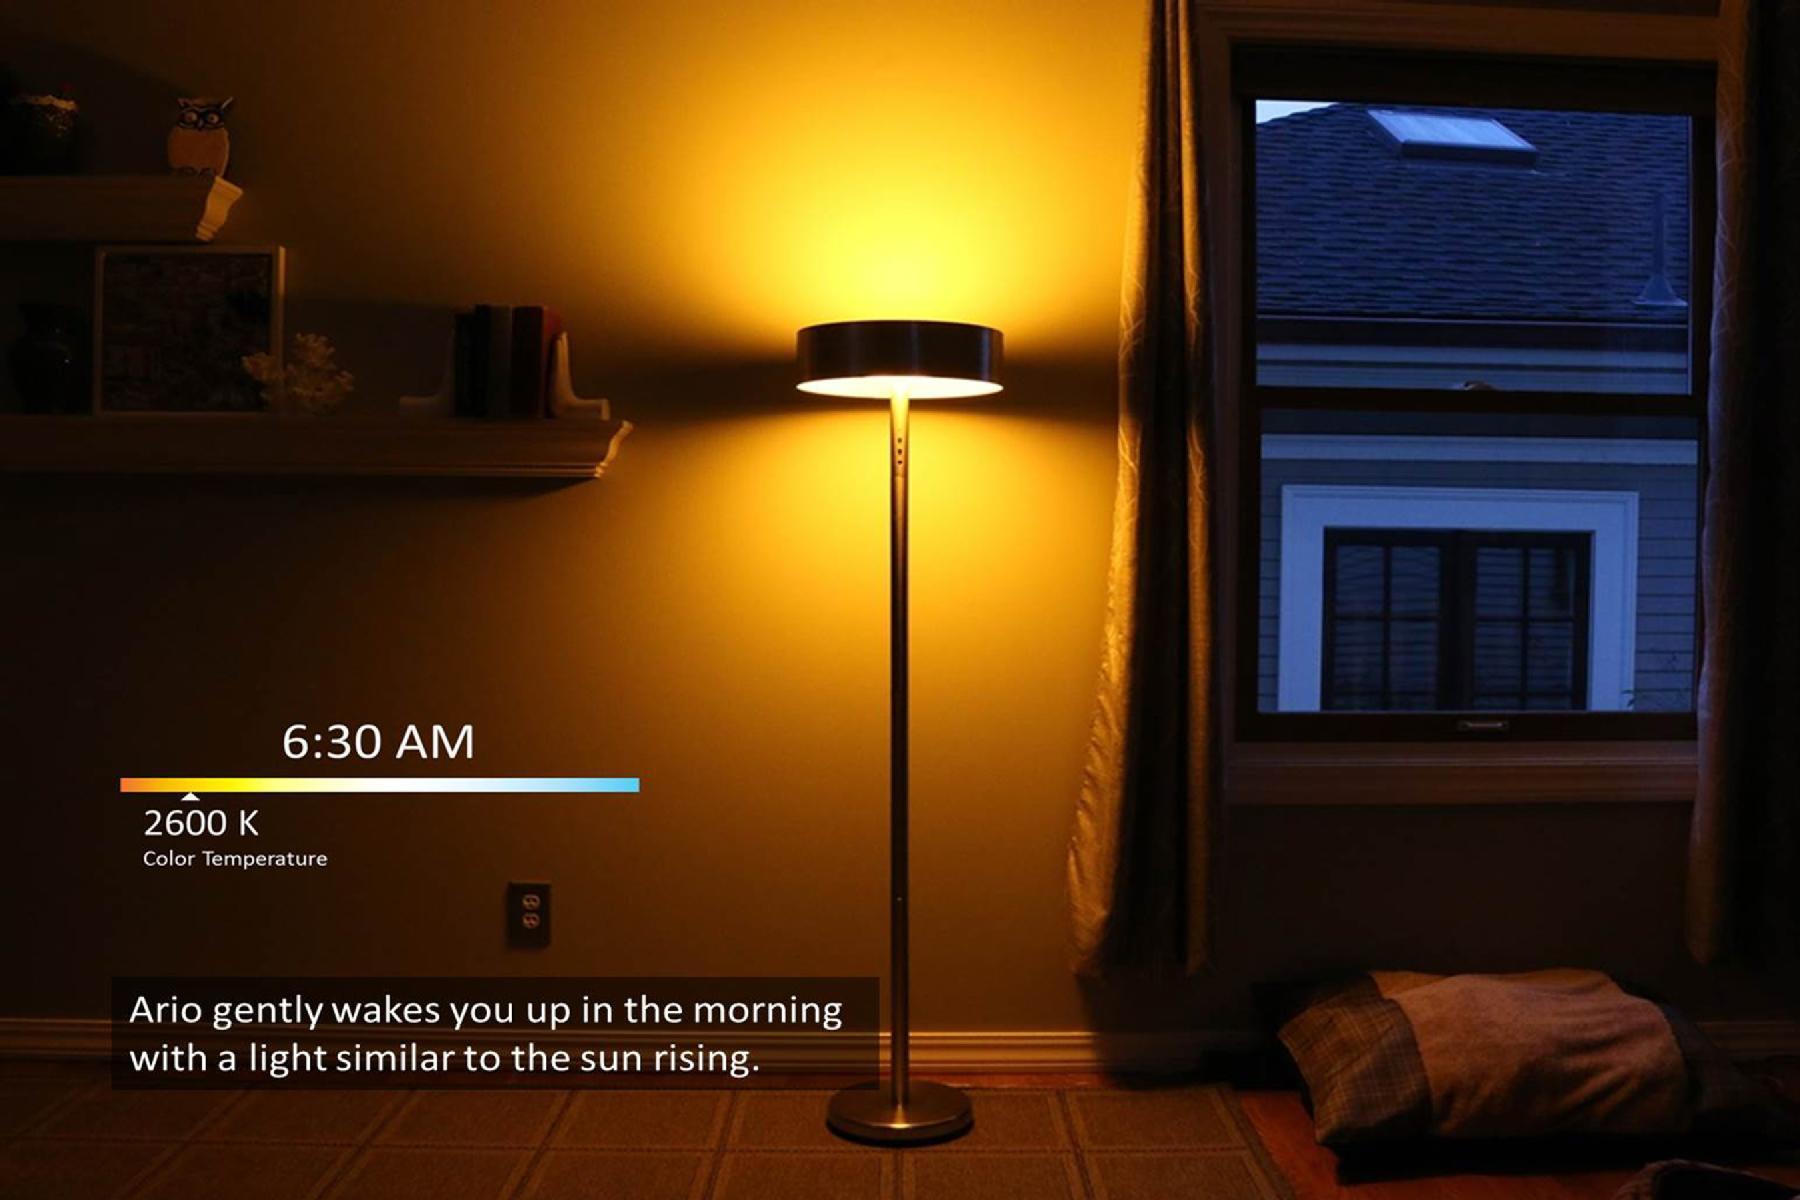 6:30 AM
2600 K
Color Temperature
Ario gently wakes you up in the morning
with a light similar to the sun rising.